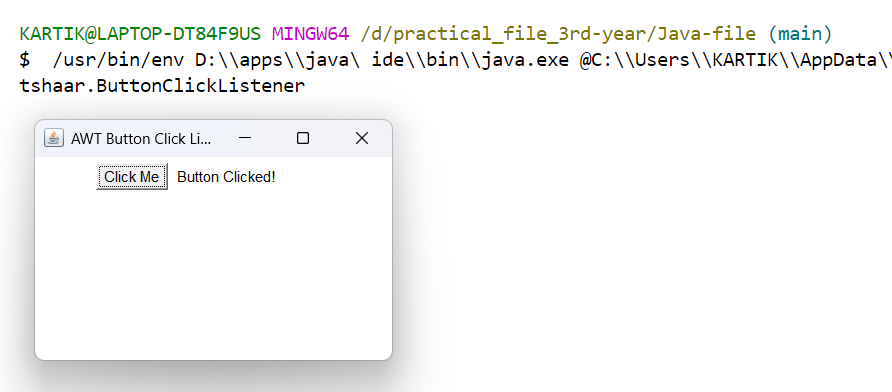 KARTIK@LAPTOP-DT84F9US MINGW64 /d/practical_file_3rd-year/Java-file (main)
$  /usr/bin/env D:\\apps\\java\ ide\\bin\\java.exe @C:\\Users\\KARTIK\\AppData\\
tshaar.ButtonClickListener
AWT Button Click Li...
Click Me Button Clicked!